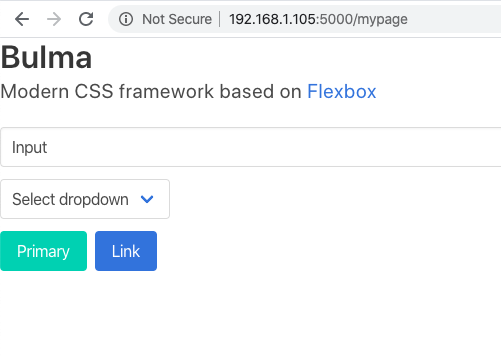 Not Secure 192.168.1.105:5000/mypage
Bulma
Modern CSS framework based on Flexbox
Input
Select dropdown
Primary Link